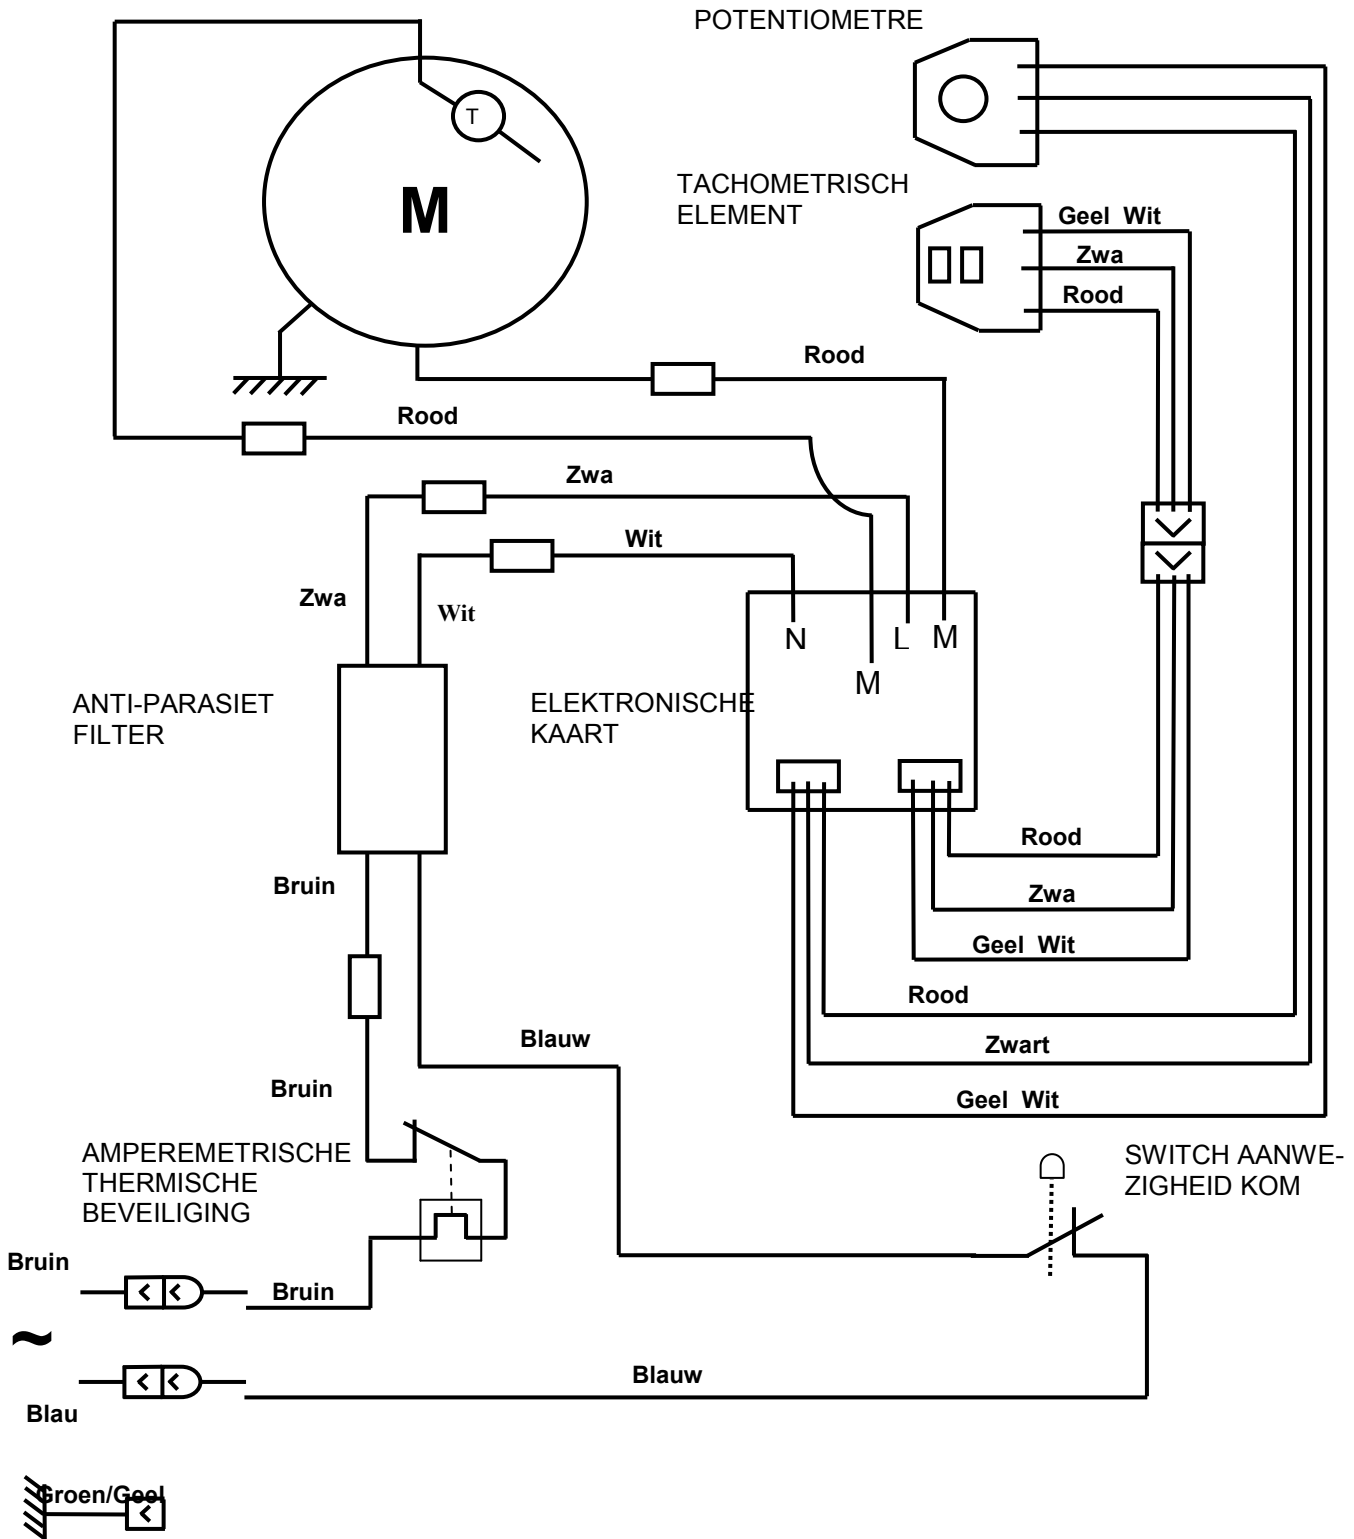 POTENTIOMETRE
T
M
TACHOMETRISCH
ELEMENT
Geel Wit
Zwa
Rood
Rood
Rood
Zwa
Wit
Zwa
Wit
N
L
M
M
ANTI-PARASIET
FILTER
ELEKTRONISCHE
KAART
Rood
Bruin
Zwa
Geel Wit
Rood
Blauw
Zwart
Bruin
Geel Wit
AMPEREMETRISCHE
THERMISCHE
BEVEILIGING
SWITCH AANWE-
ZIGHEID KOM
Bruin
Bruin
~
Blauw
Blau
Groen/Geel